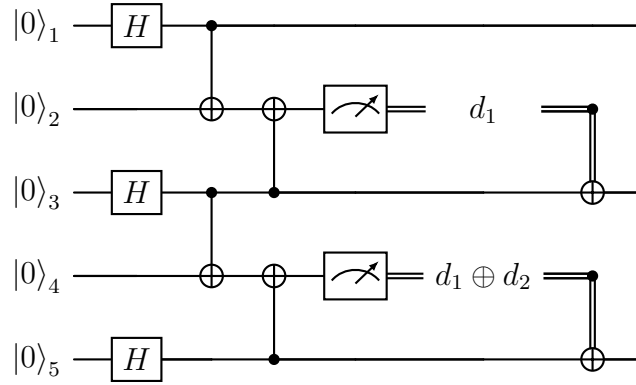 |0⟩₁ H
|0⟩₂ d₁
|0⟩₃ H
|0⟩₄ d₁ ⊕ d₂
|0⟩₅ H